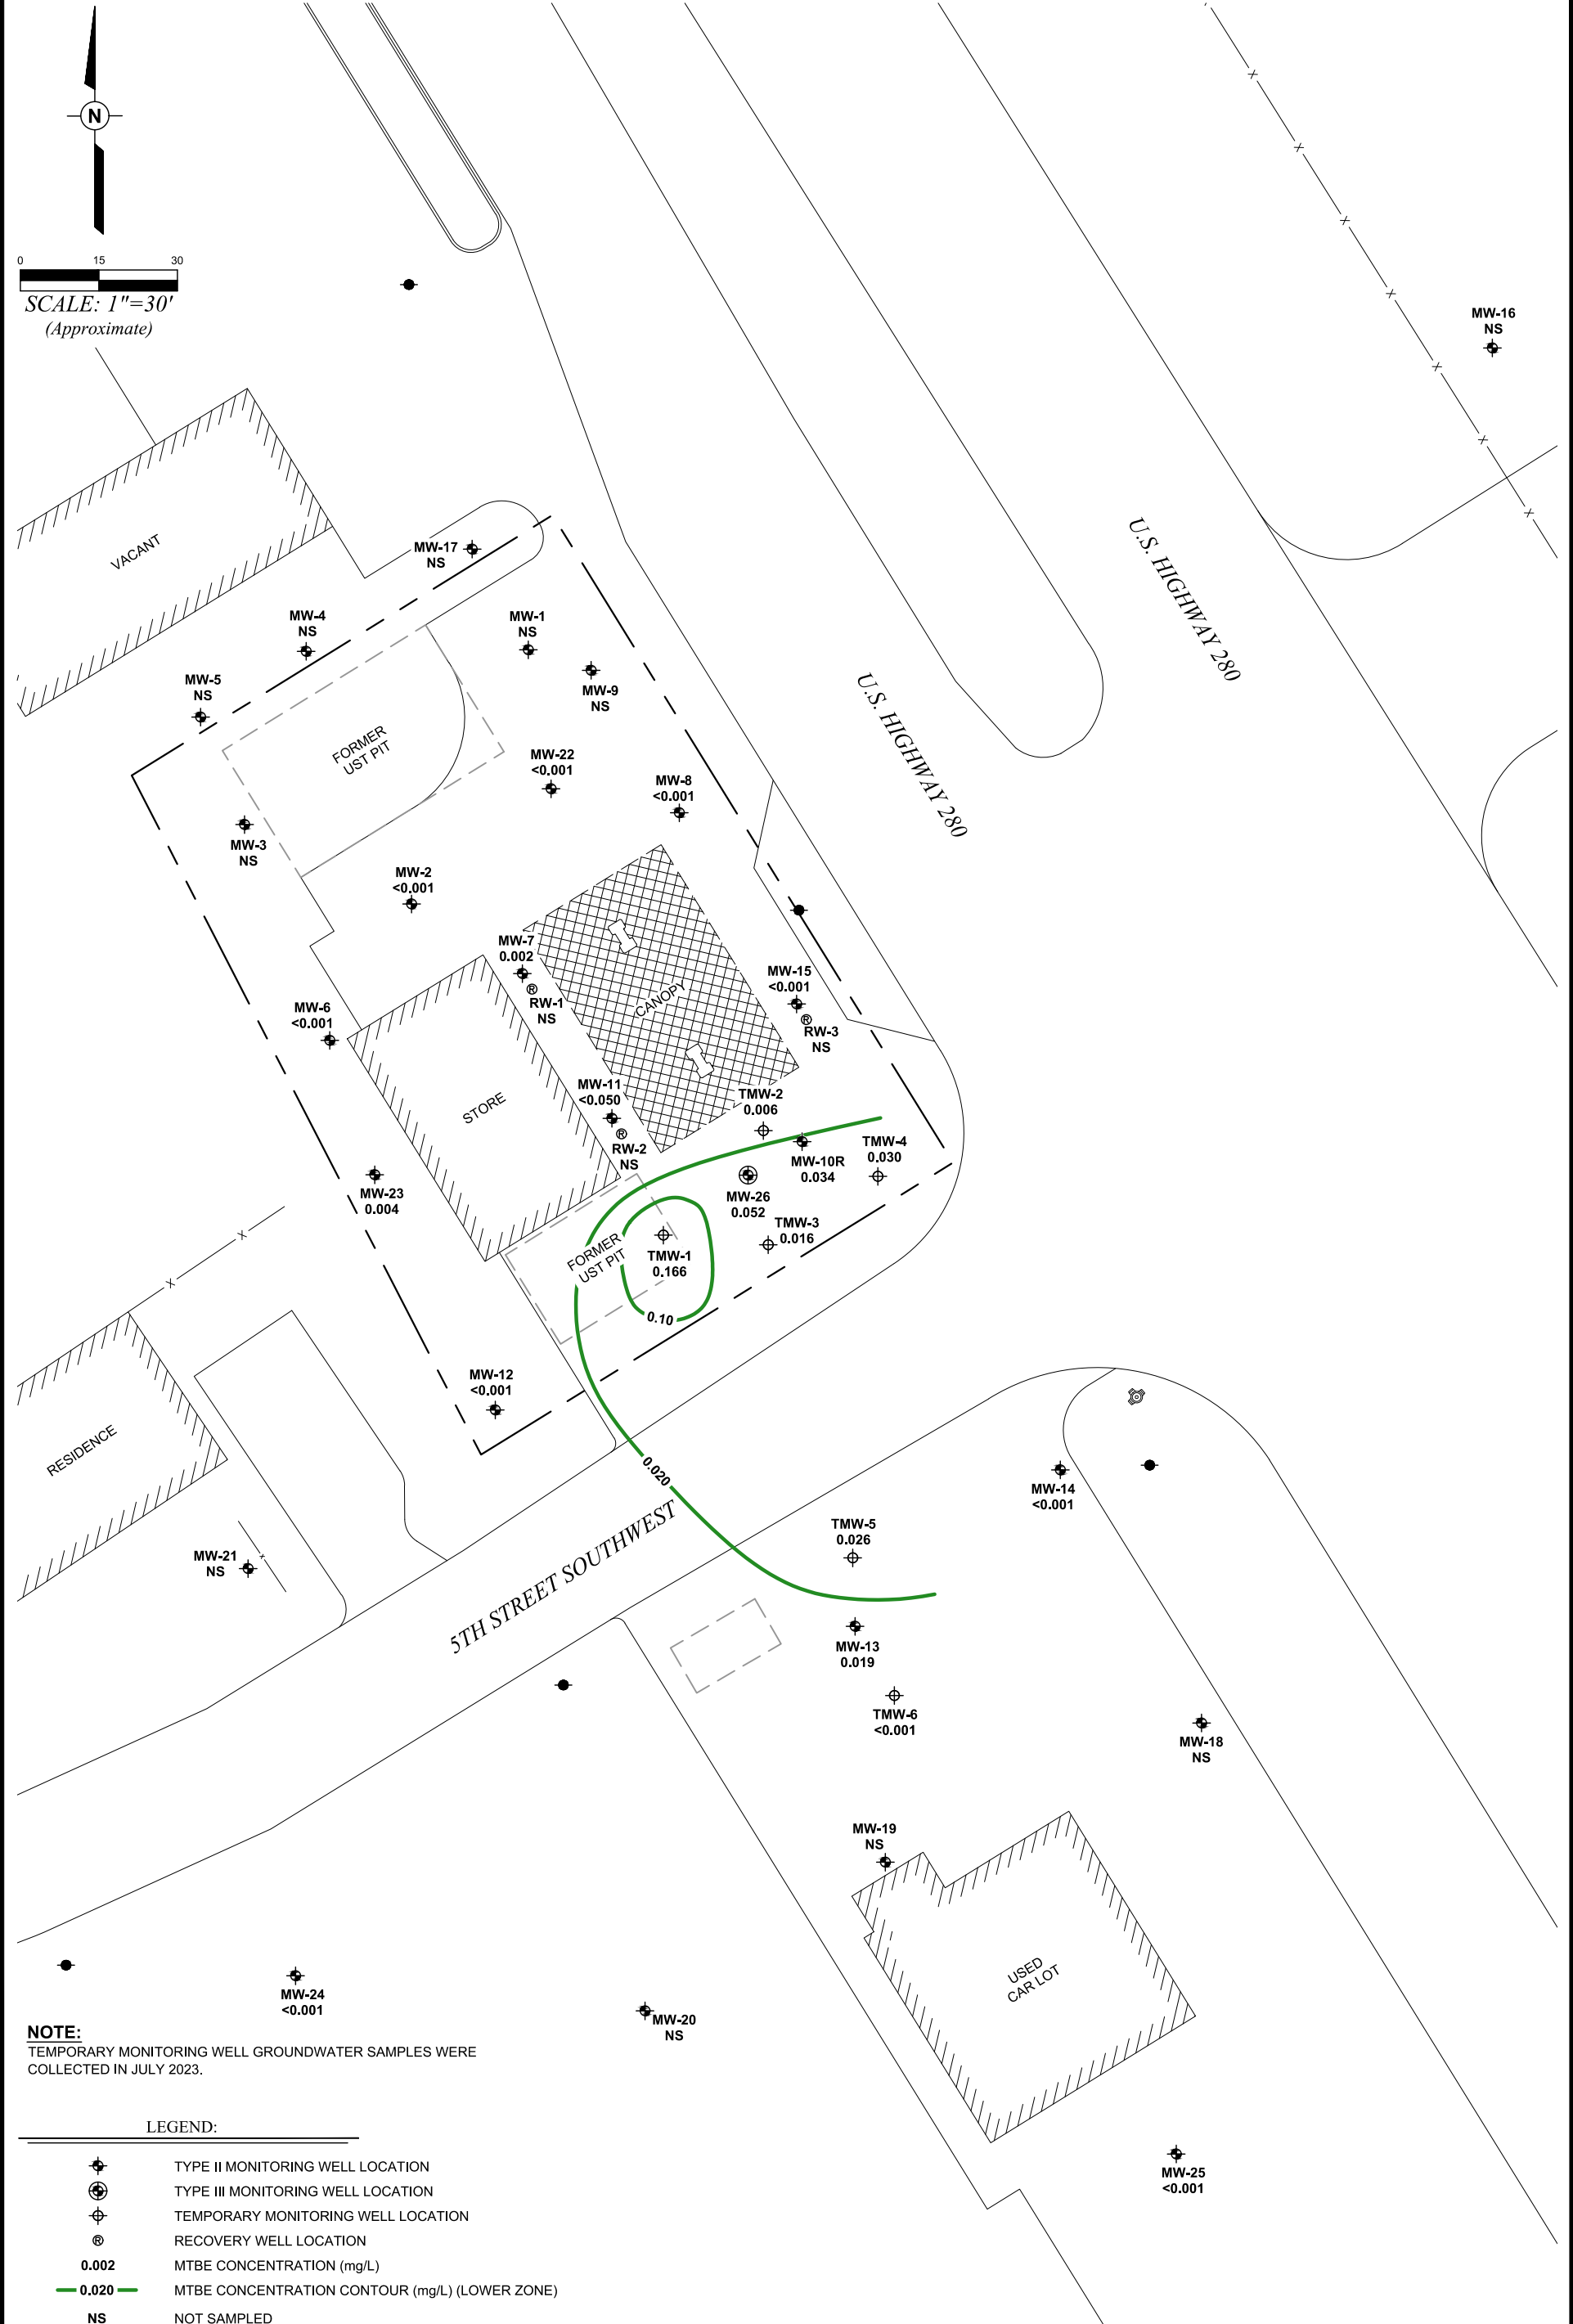 N
0 15 30
SCALE: 1"=30'
(Approximate)
MW-16
NS
U.S. HIGHWAY 280
U.S. HIGHWAY 280
VACANT
MW-17
NS
MW-4
NS
MW-1
NS
MW-5
NS
MW-9
NS
FORMER
UST PIT
MW-22
<0.001
MW-8
<0.001
MW-3
NS
MW-2
<0.001
MW-7
0.002
RW-1
NS
CANOPY
MW-15
<0.001
RW-3
NS
MW-6
<0.001
STORE
MW-11
<0.050
RW-2
NS
TMW-2
0.006
MW-10R
0.034
TMW-4
0.030
MW-23
0.004
MW-26
0.052
TMW-3
0.016
FORMER
UST PIT
TMW-1
0.166
0.10
MW-12
<0.001
RESIDENCE
0.020
MW-14
<0.001
TMW-5
0.026
MW-21
NS
5TH STREET SOUTHWEST
MW-13
0.019
TMW-6
<0.001
MW-18
NS
MW-19
NS
USED
CAR LOT
MW-24
<0.001
MW-20
NS
MW-25
<0.001
NOTE:
TEMPORARY MONITORING WELL GROUNDWATER SAMPLES WERE
COLLECTED IN JULY 2023.
LEGEND:
TYPE II MONITORING WELL LOCATION
TYPE III MONITORING WELL LOCATION
TEMPORARY MONITORING WELL LOCATION
® RECOVERY WELL LOCATION
0.002 MTBE CONCENTRATION (mg/L)
0.020 MTBE CONCENTRATION CONTOUR (mg/L) (LOWER ZONE)
NS NOT SAMPLED